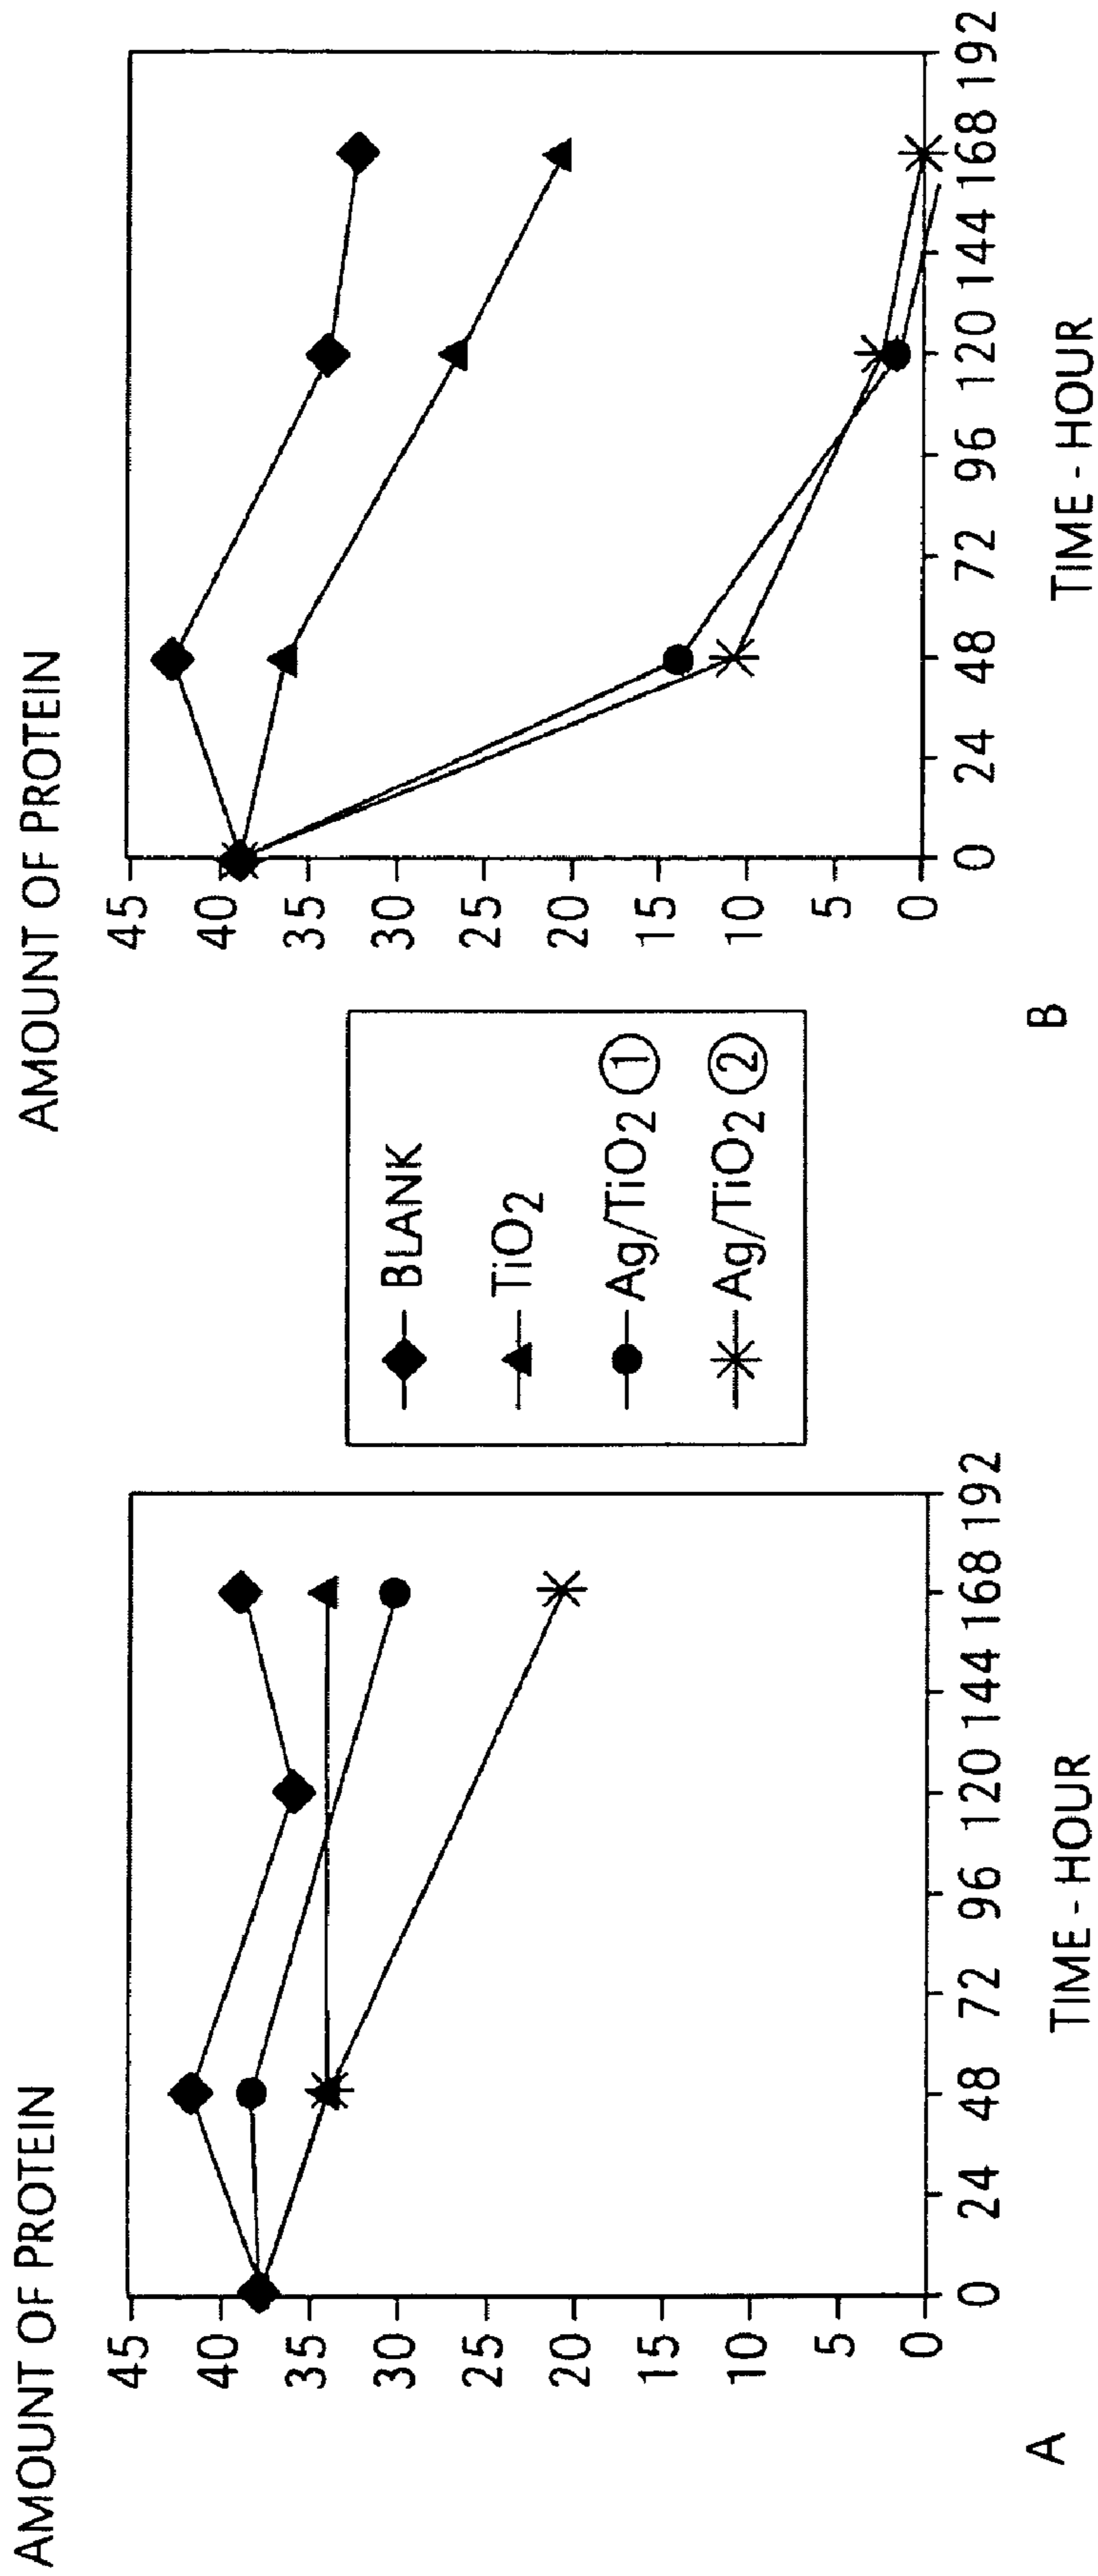 AMOUNT OF PROTEIN
45
40
35
30
25
20
15
10
5
0
0 24 48 72 96 120 144 168 192
TIME - HOUR
A
BLANK
TiO2
Ag/TiO2 ①
Ag/TiO2 ②
AMOUNT OF PROTEIN
45
40
35
30
25
20
15
10
5
0
0 24 48 72 96 120 144 168 192
TIME - HOUR
B